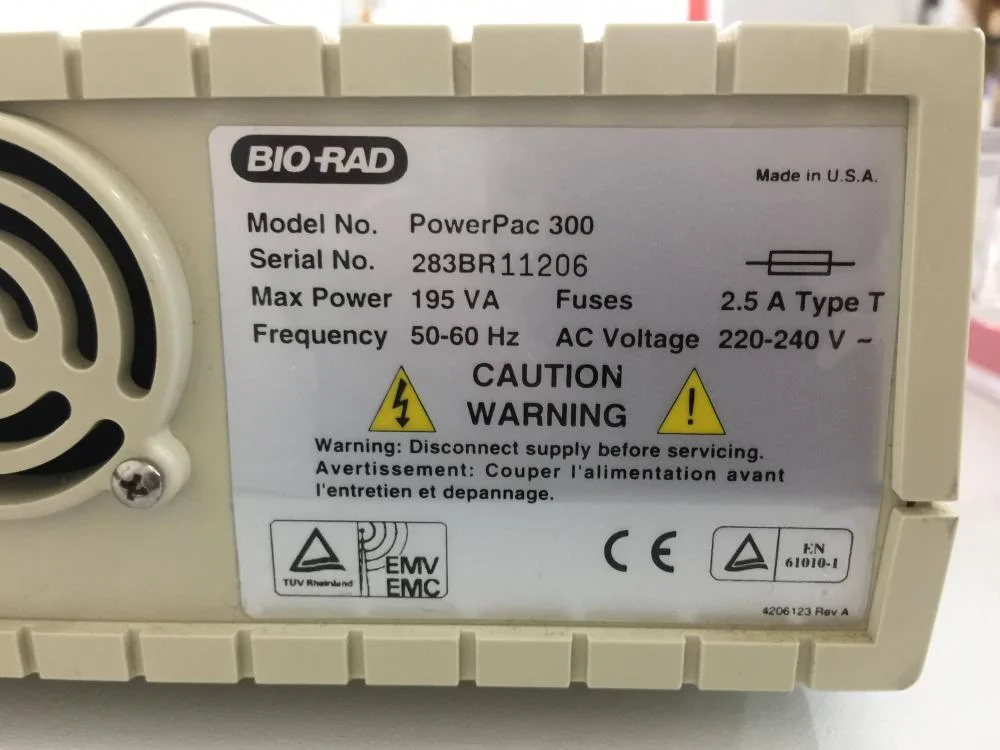 BIO-RAD
Made in U.S.A.
Model No. PowerPac 300
Serial No. 283BR11206
Max Power 195 VA Fuses 2.5 A Type T
Frequency 50-60 Hz AC Voltage 220-240 V ~
CAUTION
WARNING
Warning: Disconnect supply before servicing.
Avertissement: Couper l'alimentation avant
l'entretien et depannage.
TÜV Rheinland
EMV
EMC
CE
EN
61010-1
4206123 Rev A